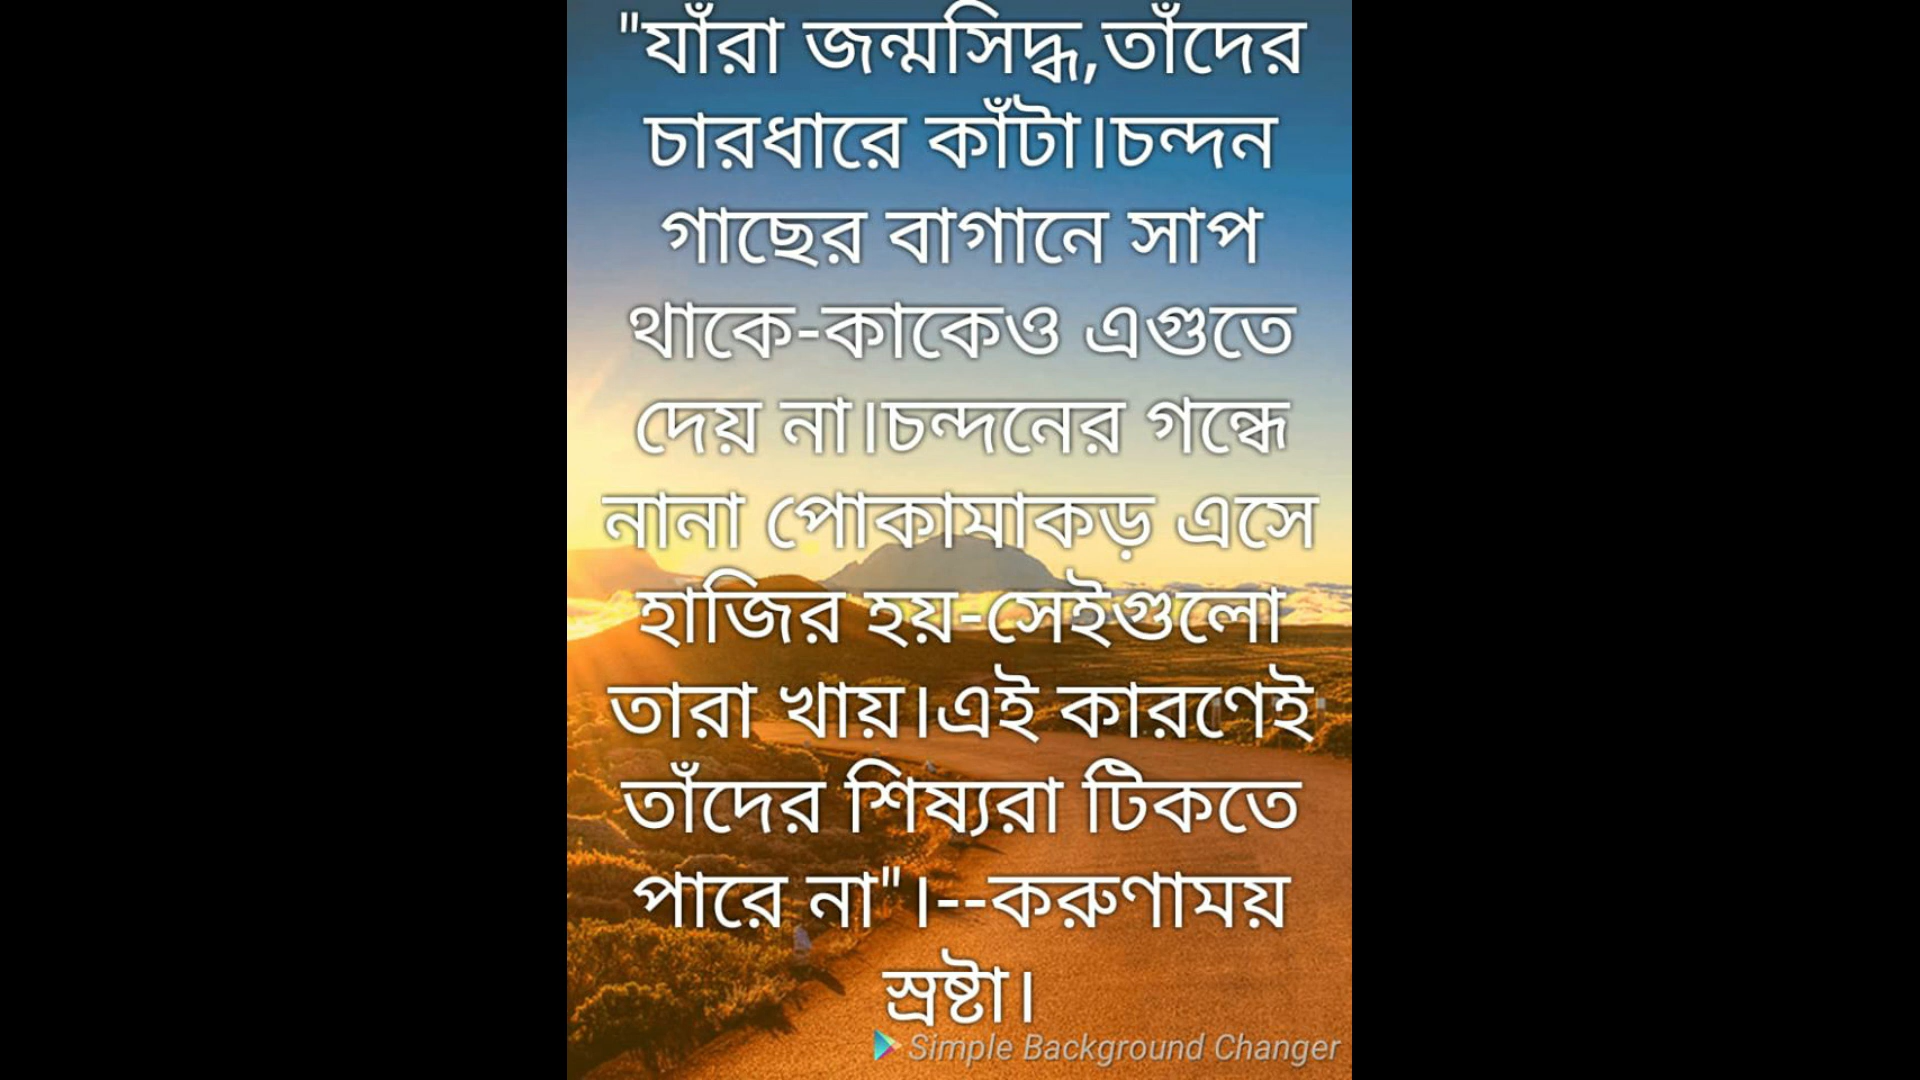 "যাঁরা জন্মসিদ্ধ,তাঁদের
চারধারে কাঁটা।চন্দন
গাছের বাগানে সাপ
থাকে-কাকেও এগুতে
দেয় না।চন্দনের গন্ধে
নানা পোকামাকড় এসে
হাজির হয়-সেইগুলো
তারা খায়।এই কারণেই
তাঁদের শিষ্যরা টিকতে
পারে না"।--করুণাময়
স্রষ্টা।
Simple Background Changer